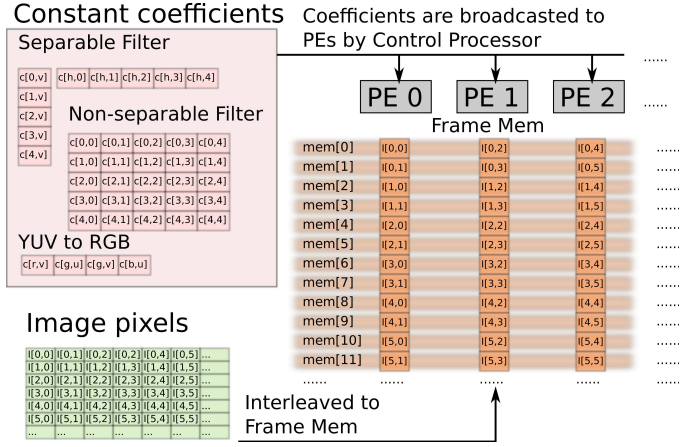 Constant coefficients
Separable Filter
c[0,v] c[h,0] c[h,1] c[h,2] c[h,3] c[h,4]
c[1,v]
c[2,v]
c[3,v]
c[4,v]
Non-separable Filter
c[0,0] c[0,1] c[0,2] c[0,3] c[0,4]
c[1,0] c[1,1] c[1,2] c[1,3] c[1,4]
c[2,0] c[2,1] c[2,2] c[2,3] c[2,4]
c[3,0] c[3,1] c[3,2] c[3,3] c[3,4]
c[4,0] c[4,1] c[4,2] c[4,3] c[4,4]
YUV to RGB
c[r,v] c[g,u] c[g,v] c[b,u]
Coefficients are broadcasted to
PEs by Control Processor
......
PE 0 PE 1 PE 2 ......
Frame Mem
mem[0] I[0,0] I[0,2] I[0,4] ......
mem[1] I[0,1] I[0,3] I[0,5] ......
mem[2] I[1,0] I[1,2] I[1,4] ......
mem[3] I[1,1] I[1,3] I[1,5] ......
mem[4] I[2,0] I[2,2] I[2,4] ......
mem[5] I[2,1] I[2,3] I[2,5] ......
mem[6] I[3,0] I[3,2] I[3,4] ......
mem[7] I[3,1] I[3,3] I[3,5] ......
mem[8] I[4,0] I[4,2] I[4,4] ......
mem[9] I[4,1] I[4,3] I[4,5] ......
mem[10] I[5,0] I[5,2] I[5,4] ......
mem[11] I[5,1] I[5,3] I[5,5] ......
...... ...... ...... ...... ......
Image pixels
I[0,0] I[0,1] I[0,2] I[0,2] I[0,4] I[0,5] ...
I[1,0] I[1,1] I[1,2] I[1,3] I[1,4] I[1,5] ...
I[2,0] I[2,1] I[2,2] I[2,3] I[2,4] I[2,5] ...
I[3,0] I[3,1] I[3,2] I[3,3] I[3,4] I[3,5] ...
I[4,0] I[4,1] I[4,2] I[4,3] I[4,4] I[4,5] ...
I[5,0] I[5,1] I[5,2] I[5,3] I[5,4] I[5,5] ...
... ... ... ... ... ... ...
Interleaved to
Frame Mem